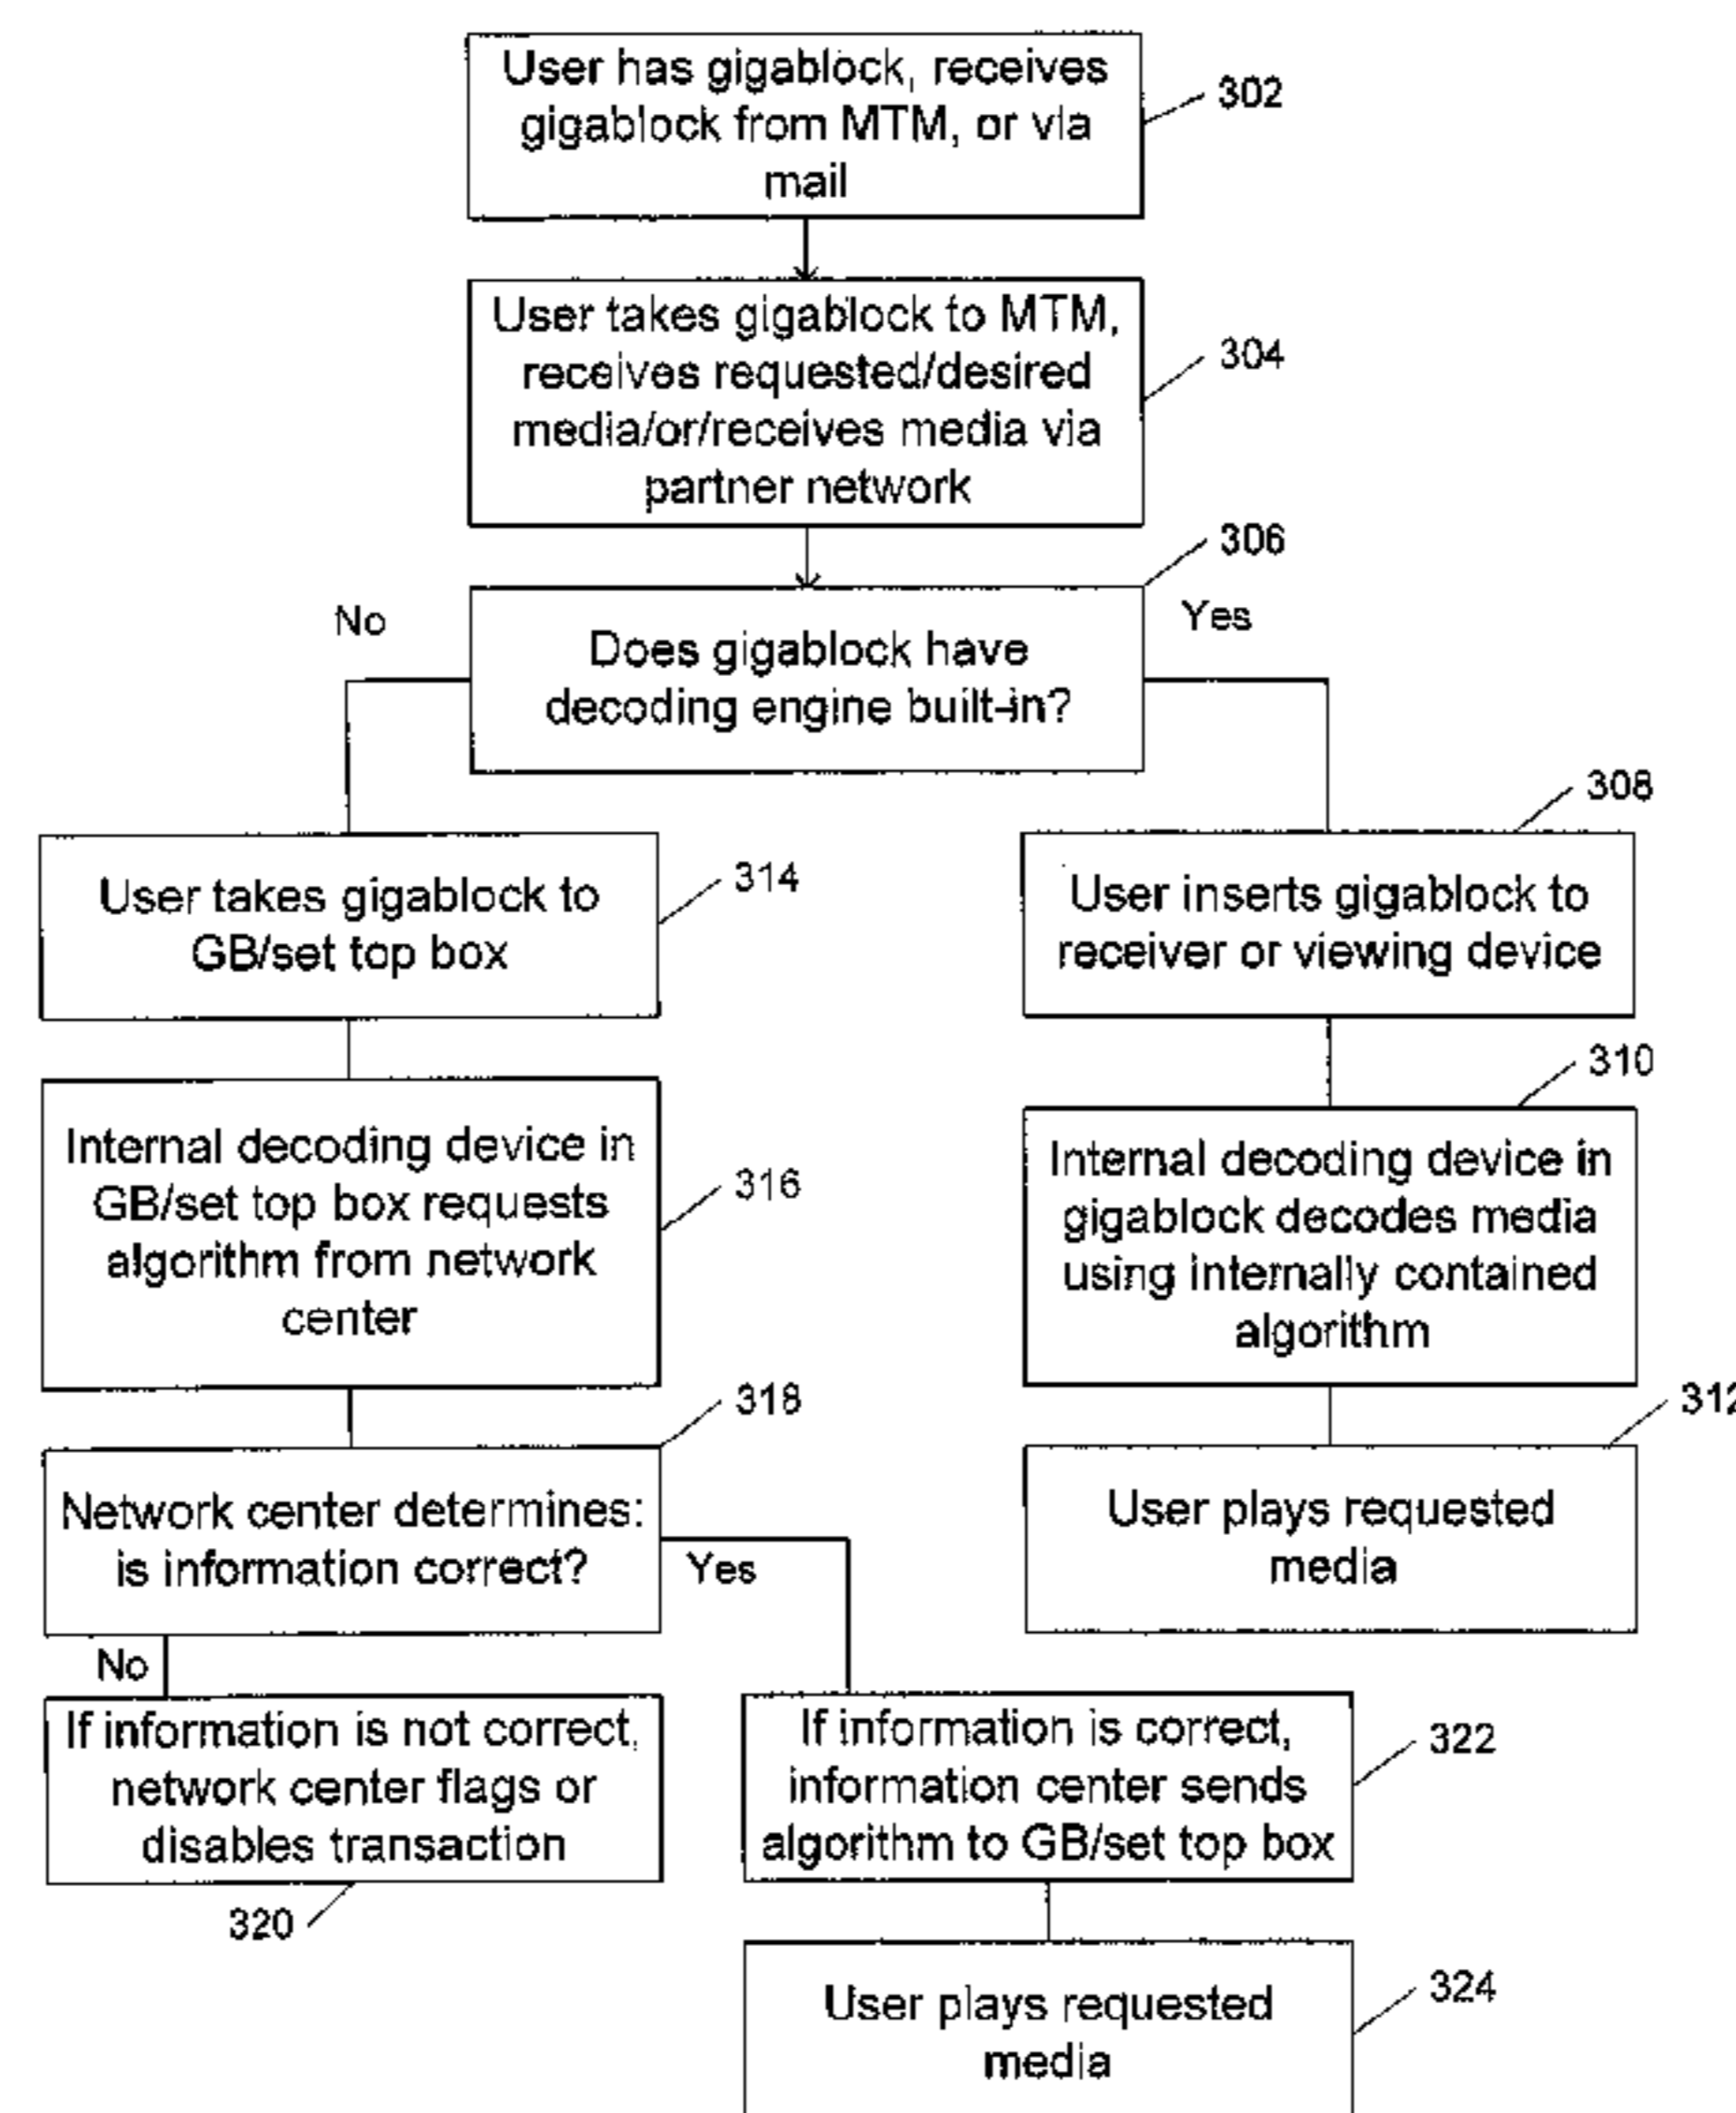 User has gigablock, receives
gigablock from MTM, or via
mail
302
User takes gigablock to MTM,
receives requested/desired
media/or/receives media via
partner network
304
306
No
Yes
Does gigablock have
decoding engine built-in?
308
User takes gigablock to
GB/set top box
314
User inserts gigablock to
receiver or viewing device
310
Internal decoding device in
GB/set top box requests
algorithm from network
center
316
Internal decoding device in
gigablock decodes media
using internally contained
algorithm
318
312
Network center determines:
is information correct?
Yes
User plays requested
media
No
If information is not correct,
network center flags or
disables transaction
320
If information is correct,
information center sends
algorithm to GB/set top box
322
User plays requested
media
324